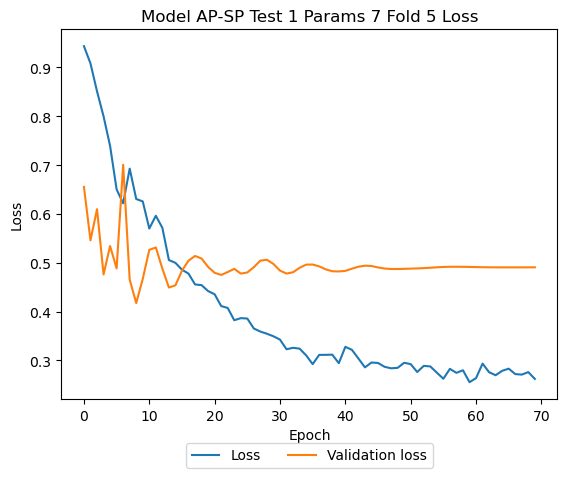 Model AP-SP Test 1 Params 7 Fold 5 Loss
Loss
0.9
0.8
0.7
0.6
0.5
0.4
0.3
0 10 20 30 40 50 60 70
Epoch
Loss Validation loss